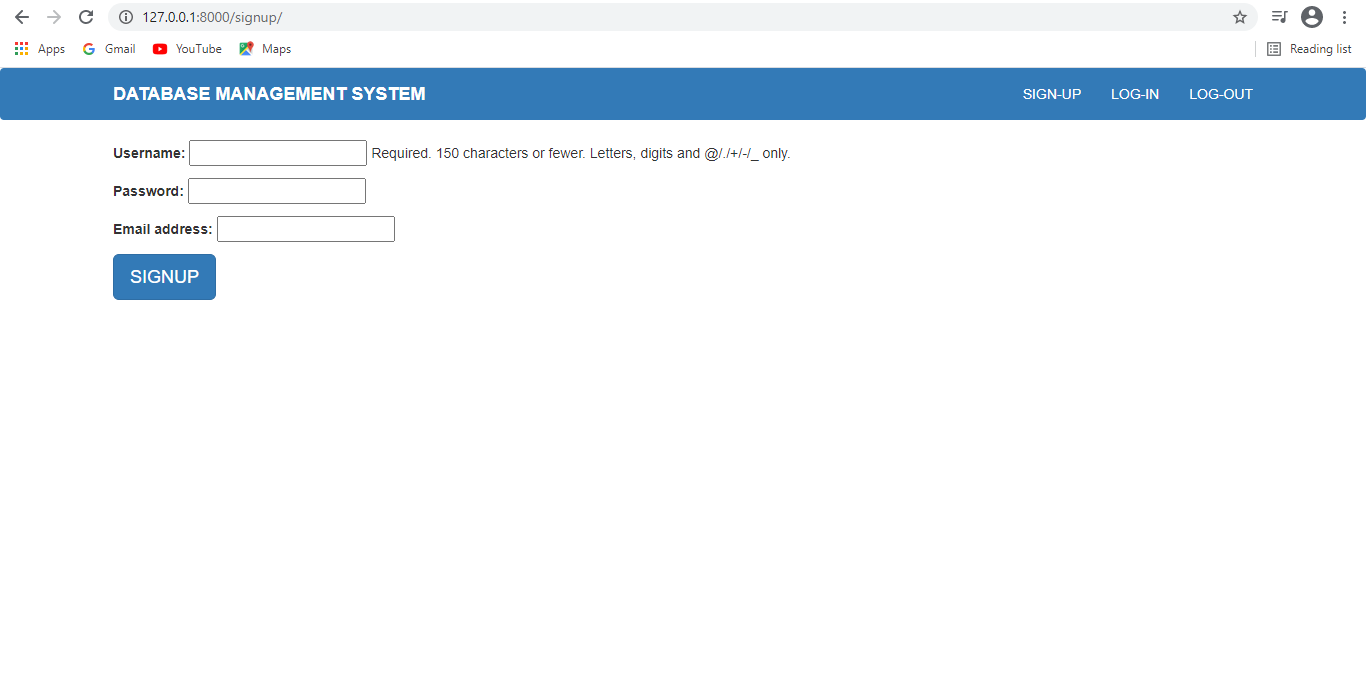 127.0.0.1:8000/signup/
Apps Gmail YouTube Maps Reading list
DATABASE MANAGEMENT SYSTEM SIGN-UP LOG-IN LOG-OUT
Username: Required. 150 characters or fewer. Letters, digits and @/./+/-/_ only.
Password:
Email address:
SIGNUP